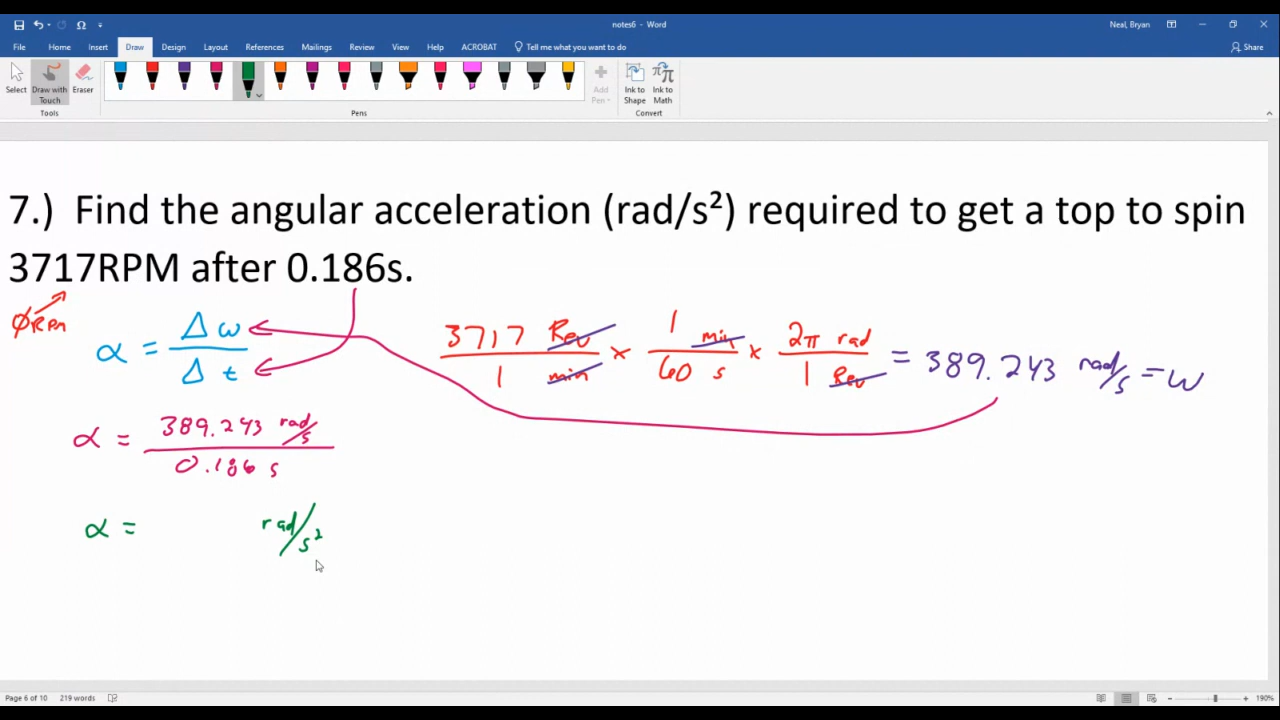 notes6 - Word
Neal, Bryan
File Home Insert Draw Design Layout References Mailings Review View Help ACROBAT Tell me what you want to do Share
Select Draw with Touch Eraser Add Pen Ink to Shape Ink to Math
Tools Pens Convert
7.) Find the angular acceleration (rad/s²) required to get a top to spin
3717RPM after 0.186s.
ØRPM
α = Δω / Δt
3717 Rev / 1 min × 1 min / 60 s × 2π rad / 1 Rev = 389.243 rad/s = ω
α = 389.243 rad/s / 0.186 s
α = rad/s²
Page 6 of 10 219 words 190%